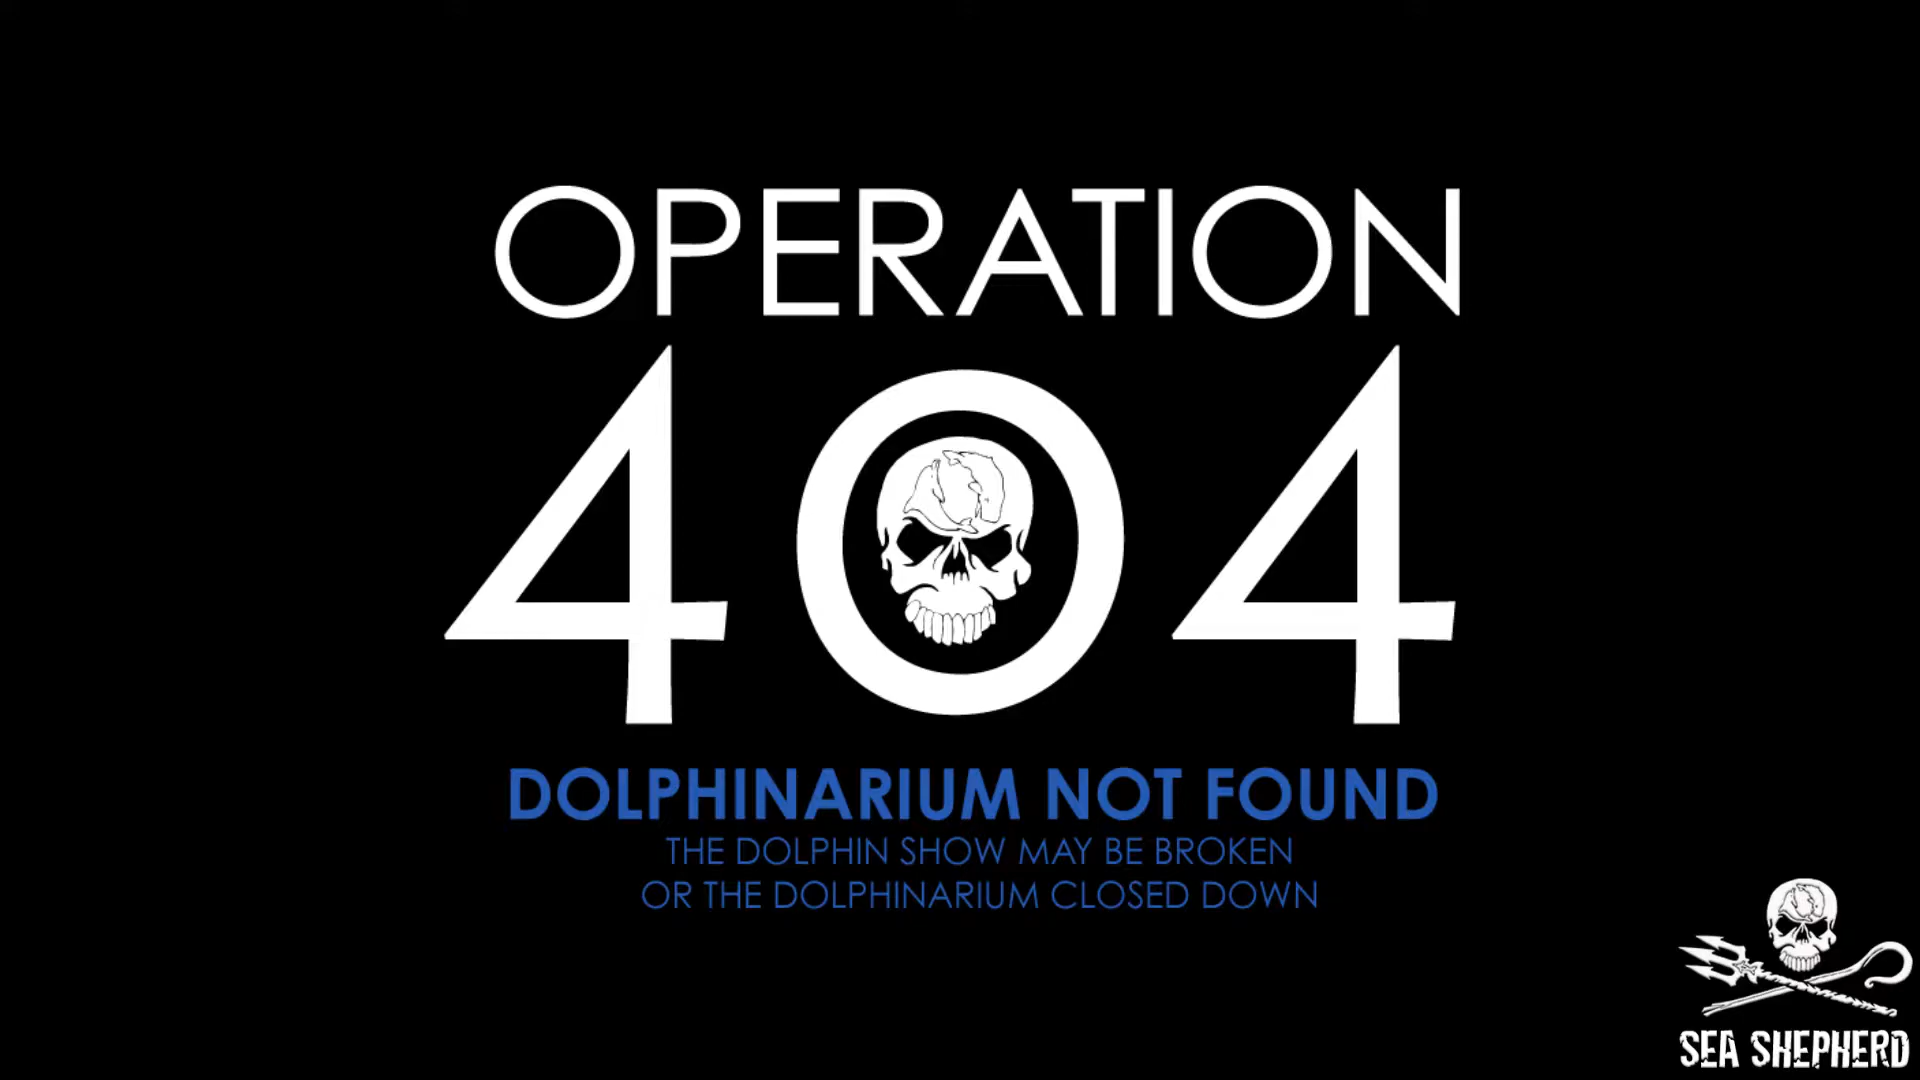 OPERATION
404
DOLPHINARIUM NOT FOUND
THE DOLPHIN SHOW MAY BE BROKEN
OR THE DOLPHINARIUM CLOSED DOWN
SEA SHEPHERD